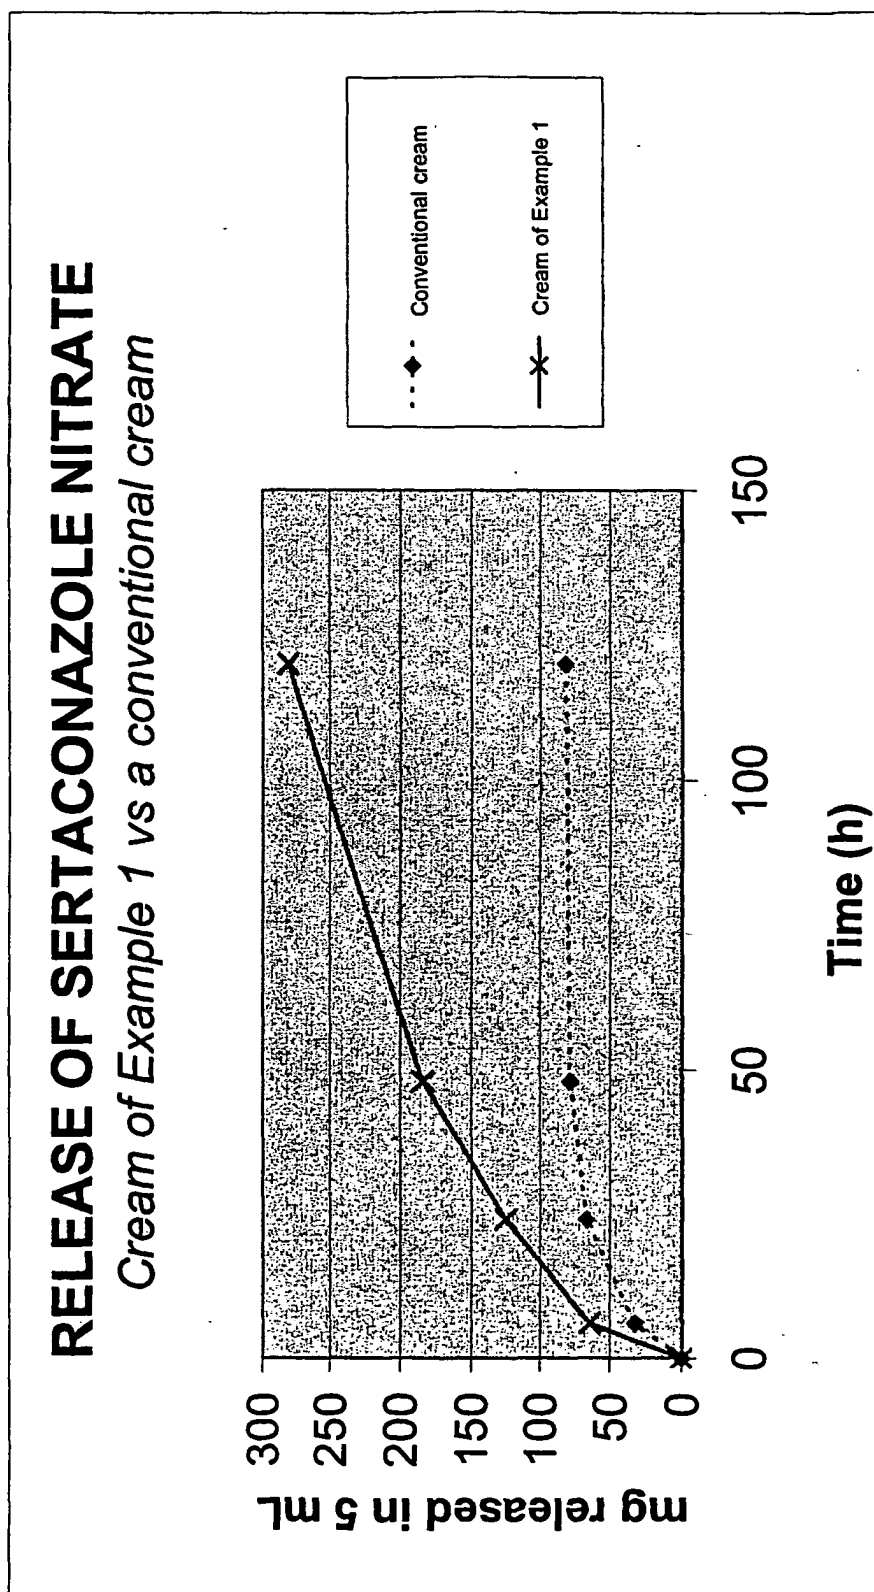 RELEASE OF SERTACONAZOLE NITRATE
Cream of Example 1 vs a conventional cream
mg released in 5 mL
300
250
200
150
100
50
0
0
50
100
150
Time (h)
Conventional cream
Cream of Example 1